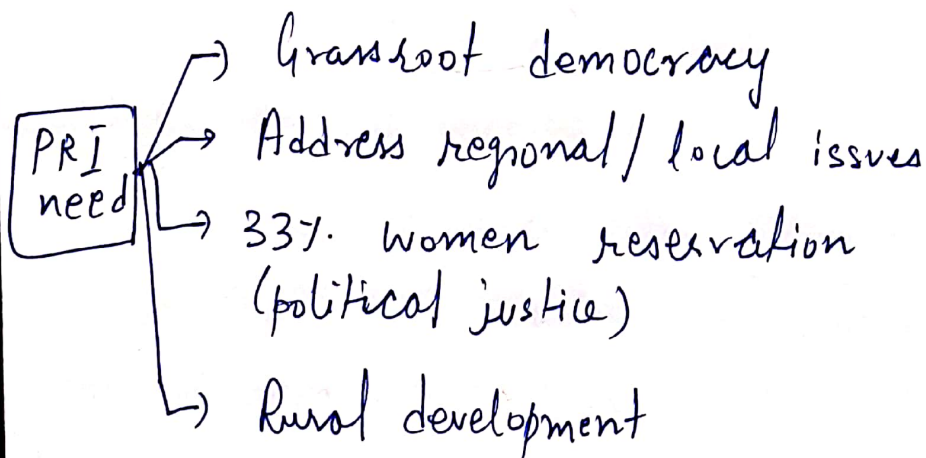 PRI
need
→ Grassroot democracy
→ Address regional / local issues
→ 33% women reservation
(political justice)
→ Rural development